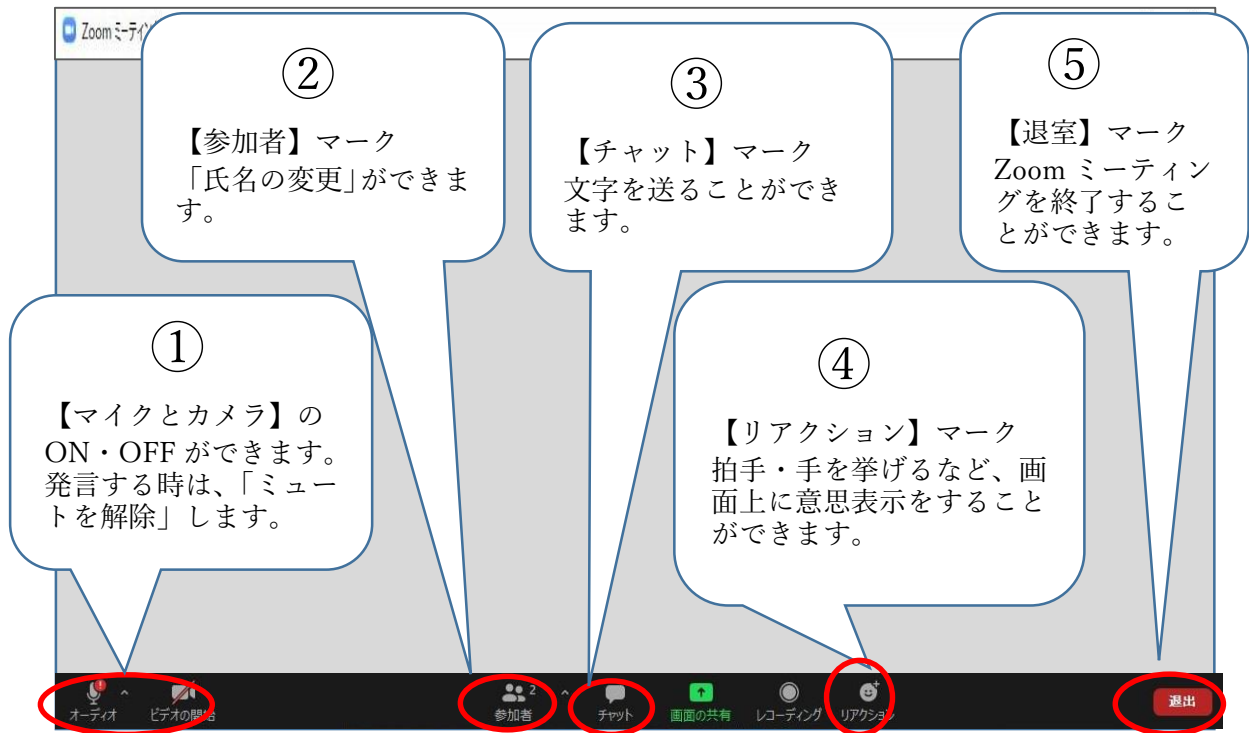 Zoom ミーティン
②
【参加者】マーク
「氏名の変更」ができま
す。
③
【チャット】マーク
文字を送ることができ
ます。
⑤
【退室】マーク
Zoom ミーティン
グを終了するこ
とができます。
①
【マイクとカメラ】の
ON・OFF ができます。
発言する時は、「ミュー
トを解除」します。
④
【リアクション】マーク
拍手・手を挙げるなど、画
面上に意思表示をすること
ができます。
オーディオ
ビデオの開始
2
参加者
チャット
画面の共有
レコーディング
リアクション
退出